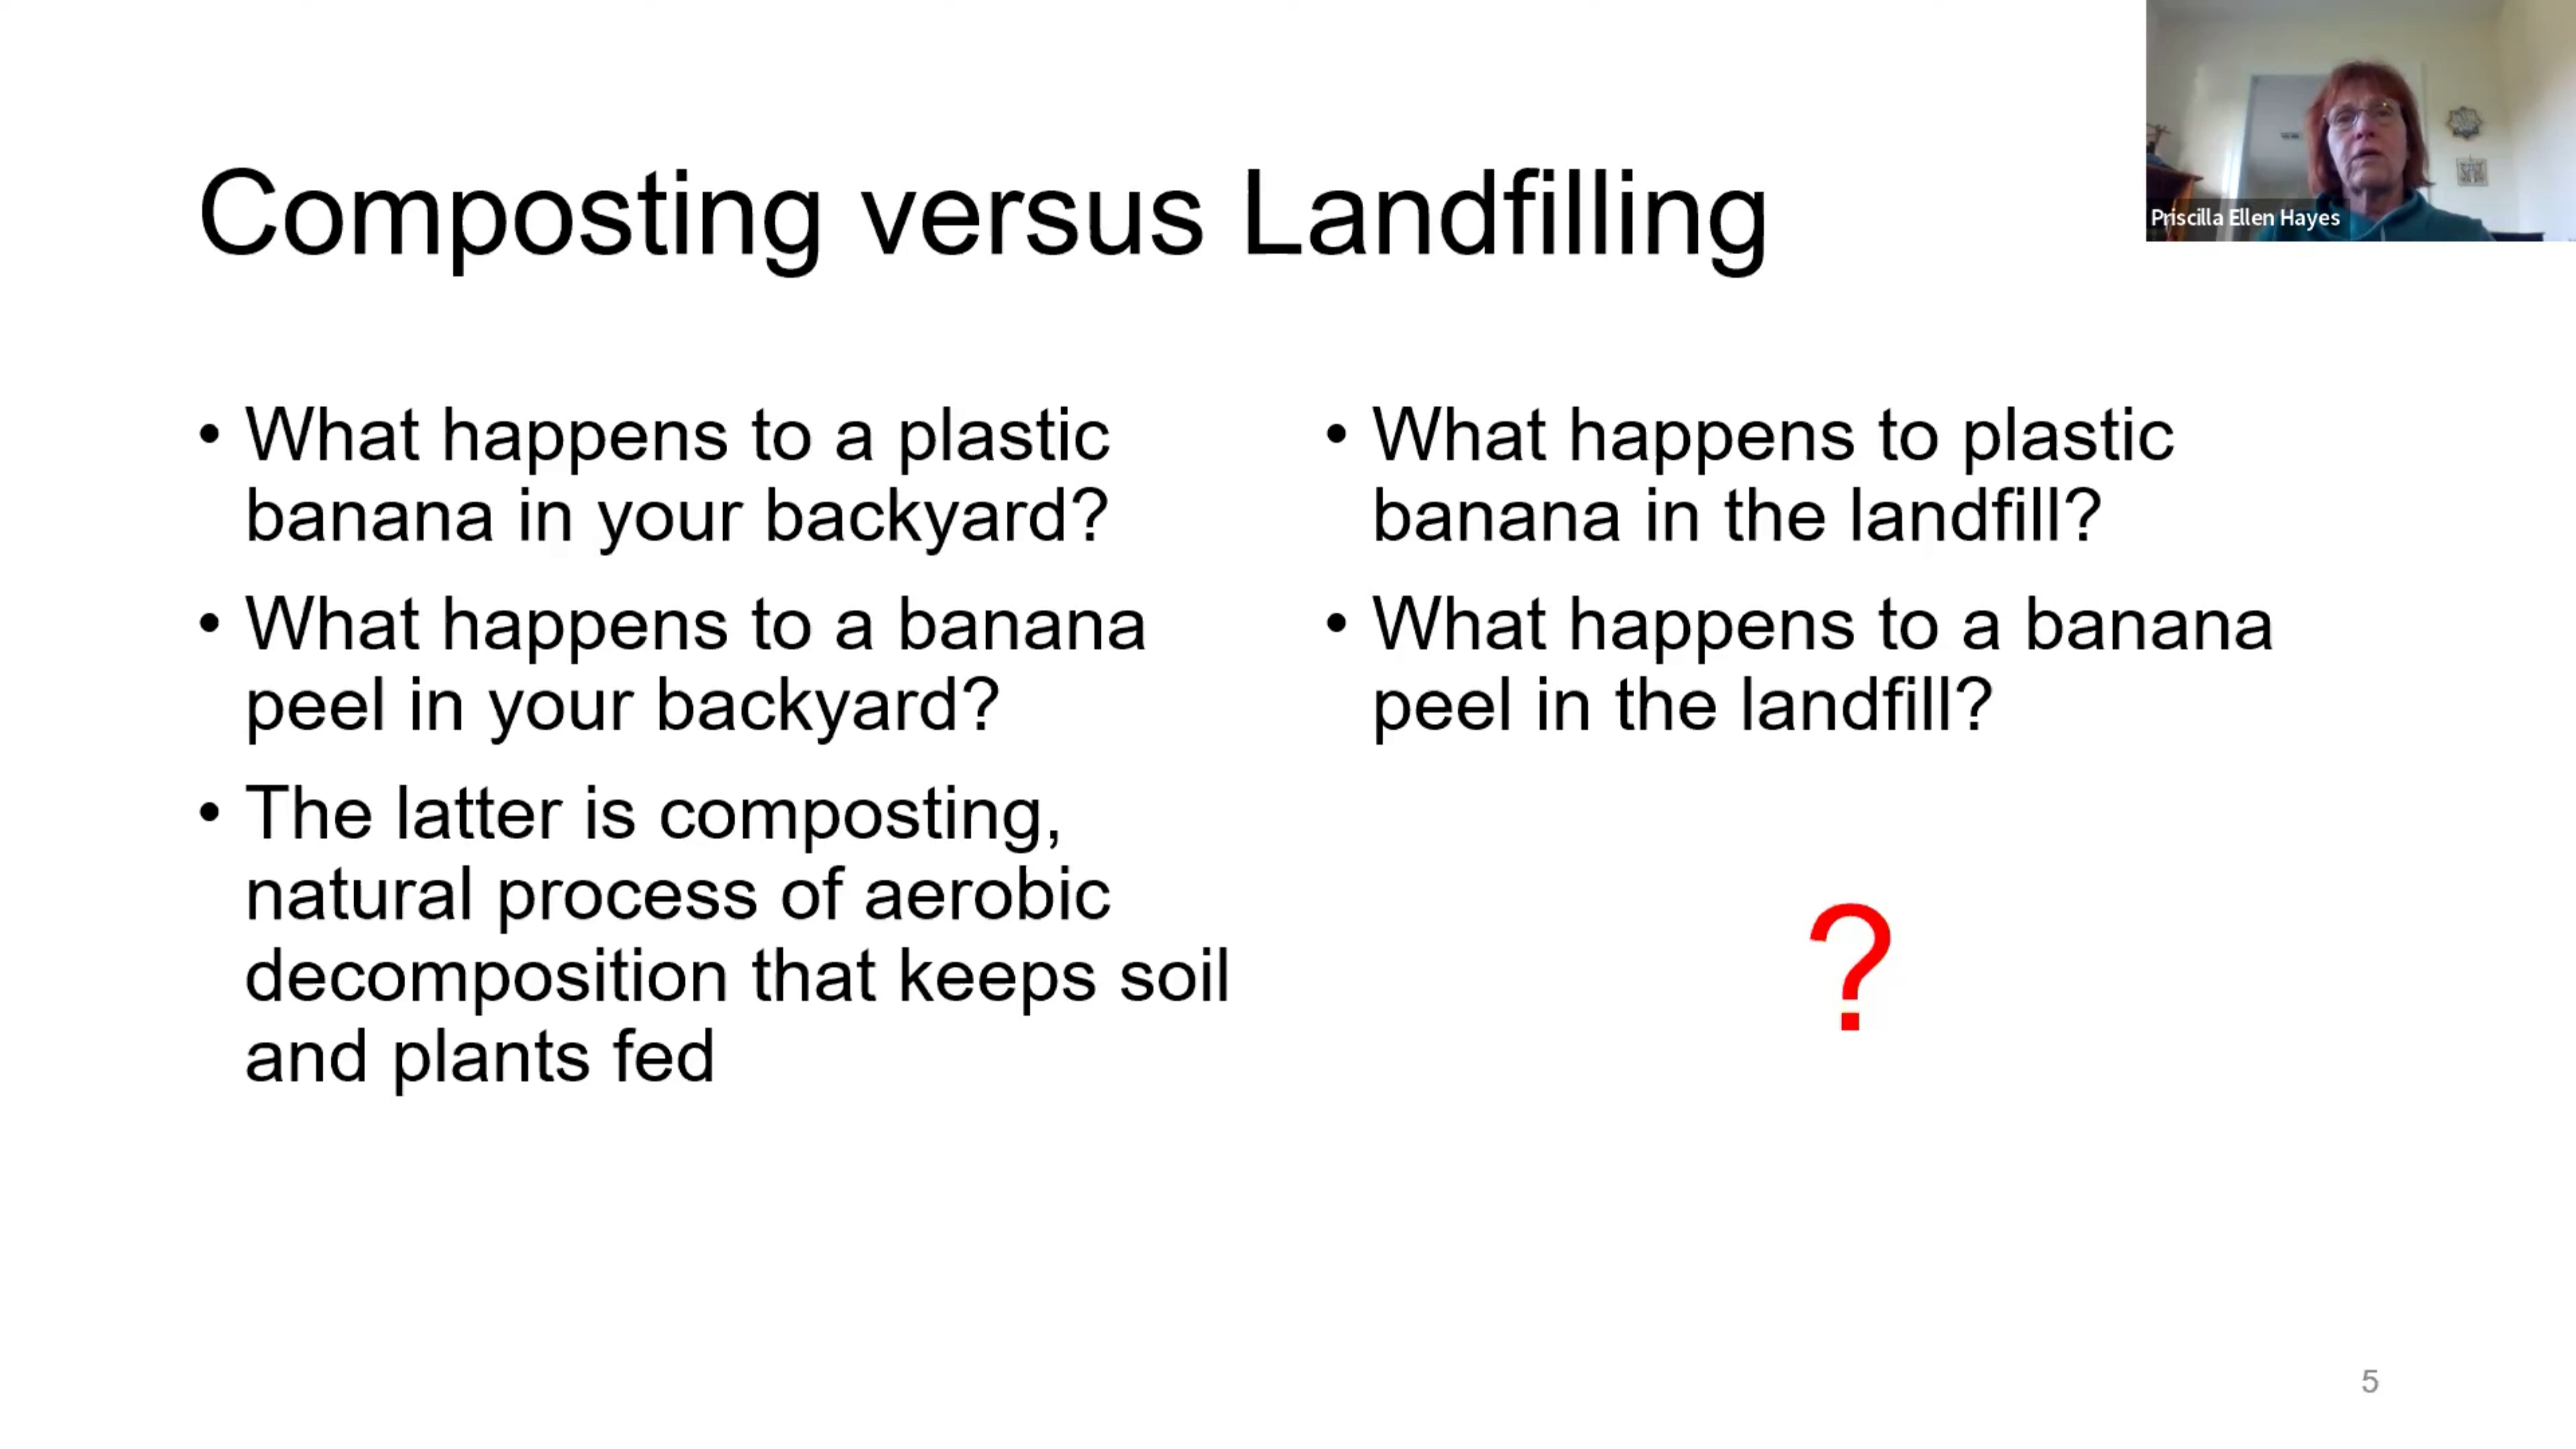 Priscilla Ellen Hayes
Composting versus Landfilling
• What happens to a plastic
banana in your backyard?
• What happens to a banana
peel in your backyard?
• The latter is composting,
natural process of aerobic
decomposition that keeps soil
and plants fed
• What happens to plastic
banana in the landfill?
• What happens to a banana
peel in the landfill?
?
5